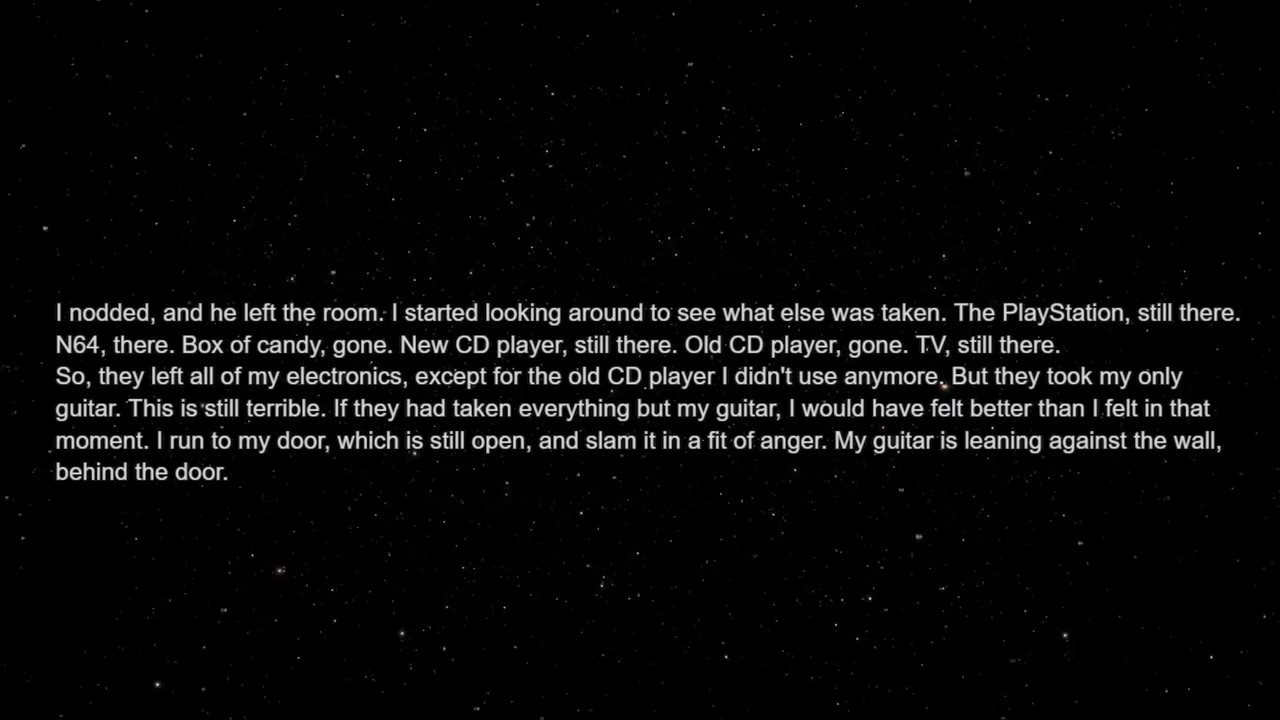 I nodded, and he left the room. I started looking around to see what else was taken. The PlayStation, still there.
N64, there. Box of candy, gone. New CD player, still there. Old CD player, gone. TV, still there.
So, they left all of my electronics, except for the old CD player I didn't use anymore. But they took my only
guitar. This is still terrible. If they had taken everything but my guitar, I would have felt better than I felt in that
moment. I run to my door, which is still open, and slam it in a fit of anger. My guitar is leaning against the wall,
behind the door.